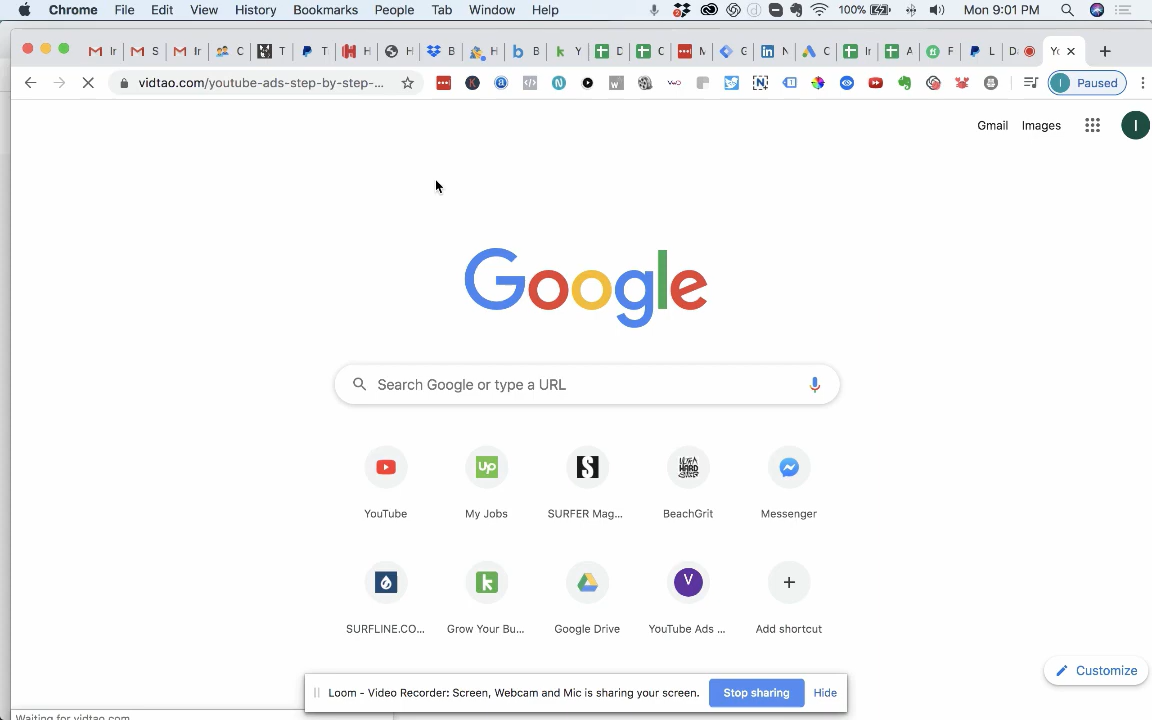 Chrome File Edit View History Bookmarks People Tab Window Help 100% Mon 9:01 PM
vidtao.com/youtube-ads-step-by-step-... Paused
Gmail Images I
Google
Search Google or type a URL
YouTube My Jobs SURFER Mag... BeachGrit Messenger
SURFLINE.CO... Grow Your Bu... Google Drive YouTube Ads ... Add shortcut
Customize
Loom - Video Recorder: Screen, Webcam and Mic is sharing your screen. Stop sharing Hide
Waiting for vidtao.com